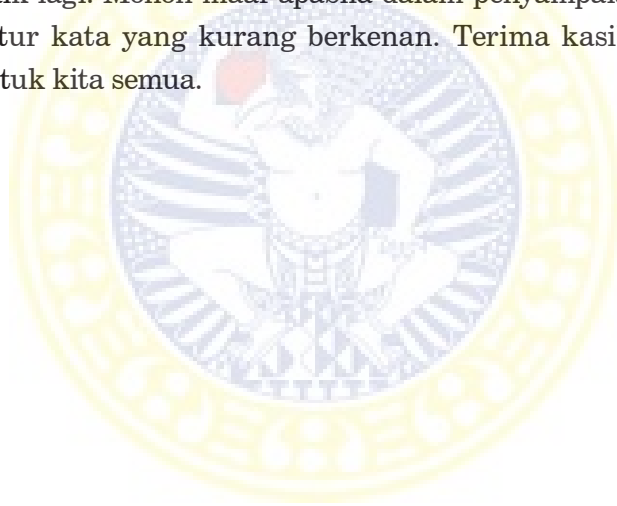 lagi. Mohon maaf apabila dalam
tur kata yang kurang berkenan. Terima kasi
tuk kita semua.